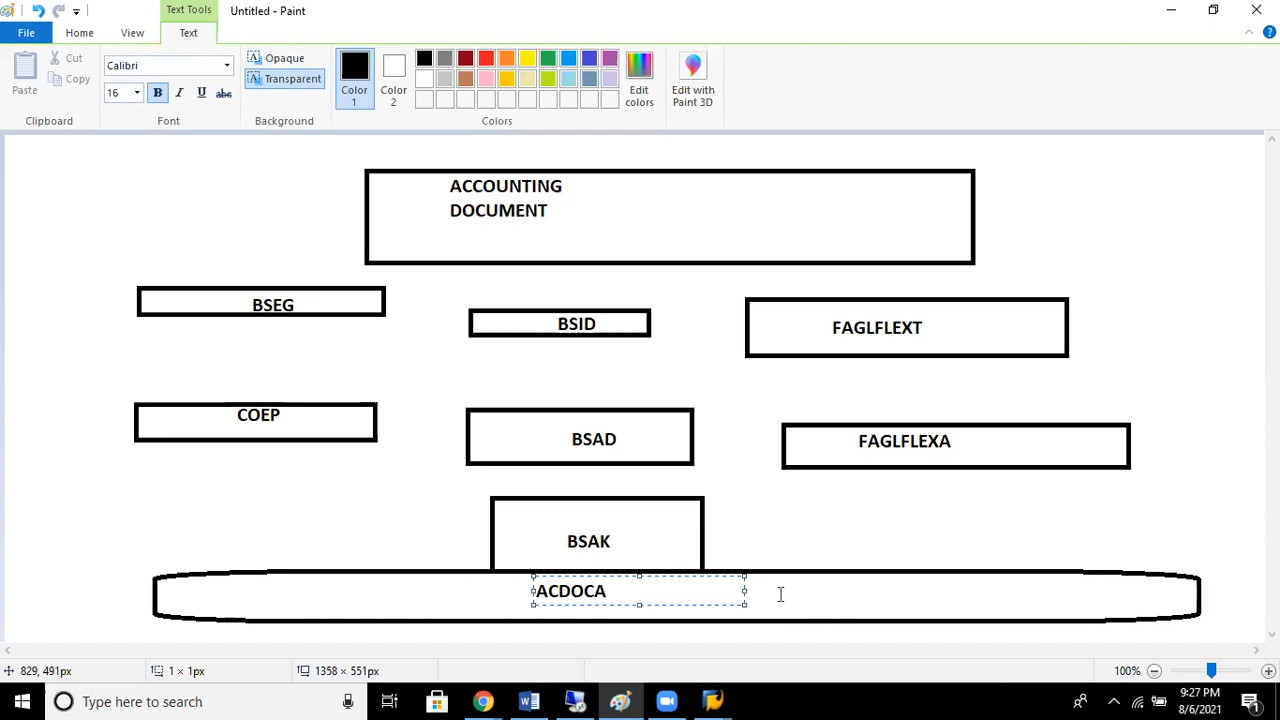 Text Tools
Untitled - Paint
File
Home
View
Text
Paste
Cut
Copy
Clipboard
Calibri
16
B
I
U
abc
Font
Opaque
Transparent
Background
Color 1
Color 2
Edit colors
Colors
Edit with Paint 3D
ACCOUNTING
DOCUMENT
BSEG
BSID
FAGLFLEXT
COEP
BSAD
FAGLFLEXA
BSAK
ACDOCA
829, 491px
1 × 1px
1358 × 551px
100%
Type here to search
9:27 PM
8/6/2021
1